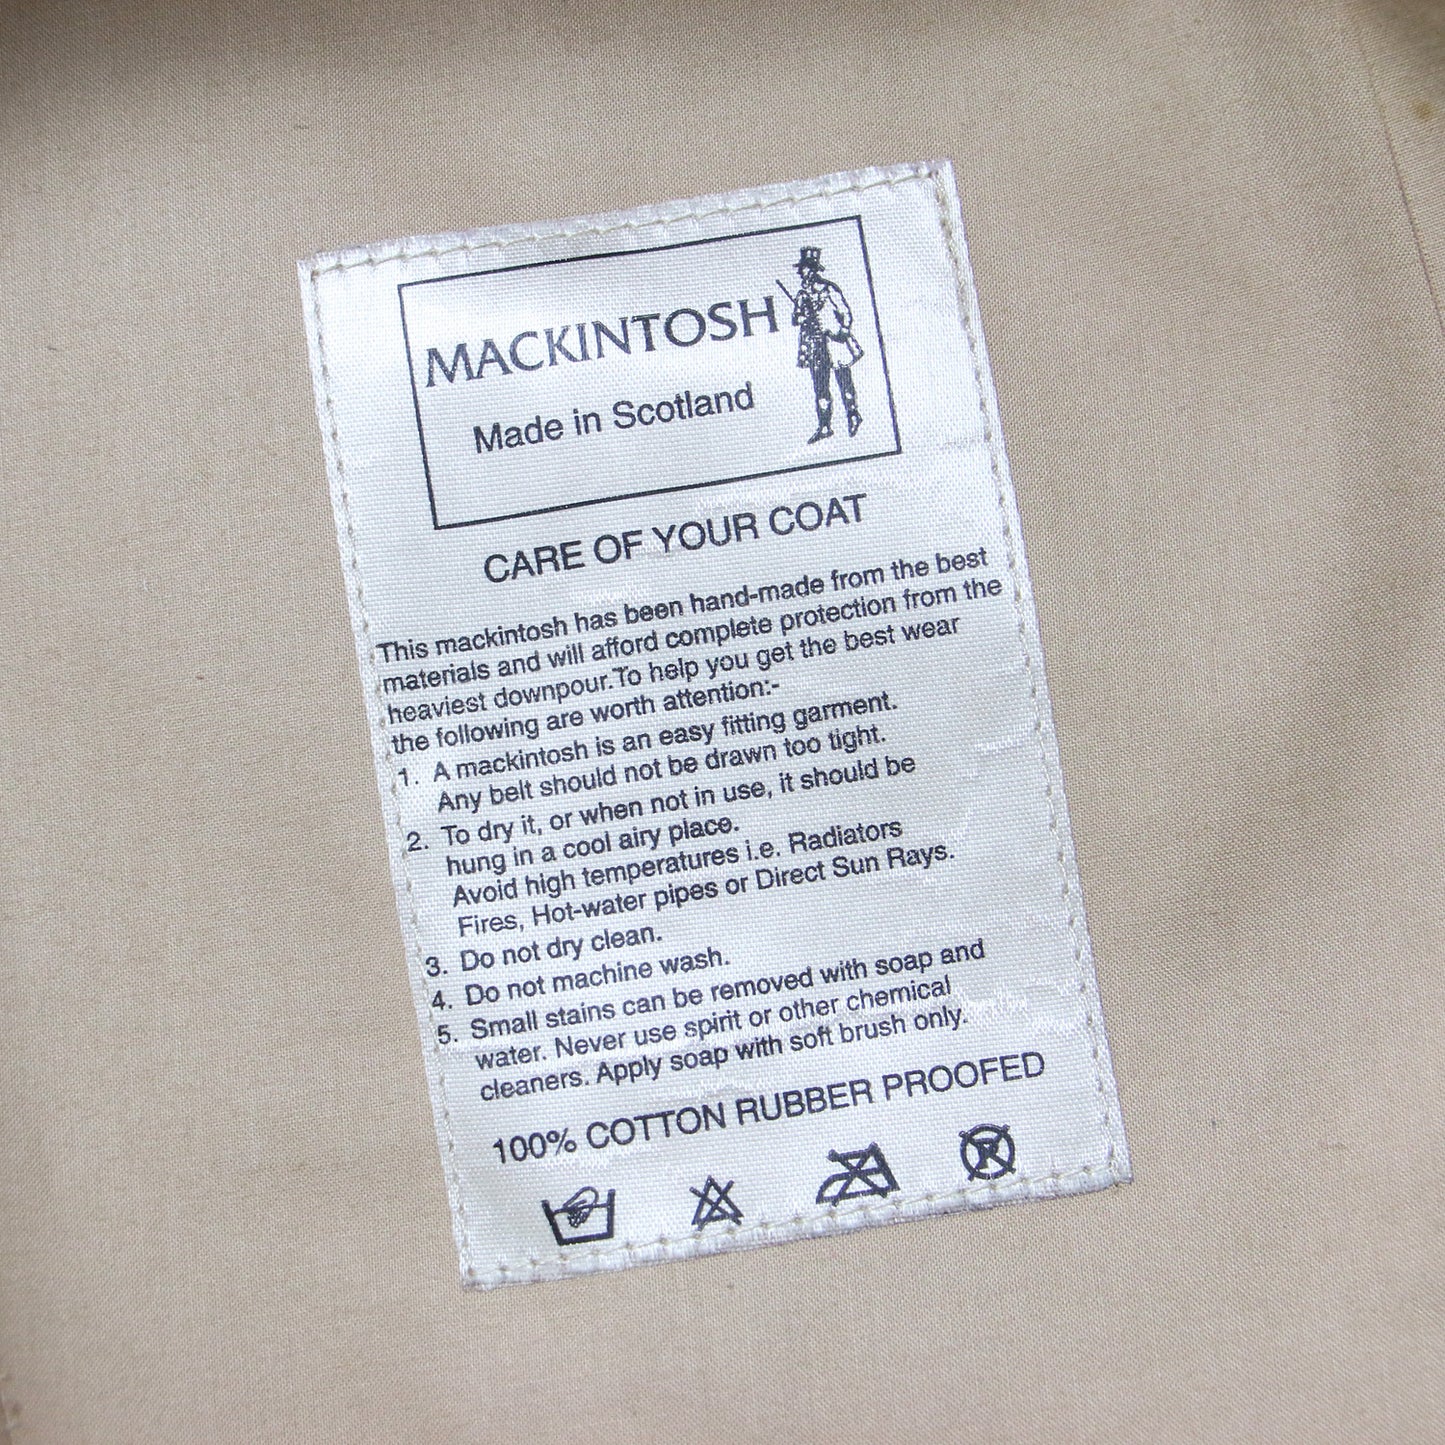 MACKINTOSH
Made in Scotland
CARE OF YOUR COAT
This mackintosh has been hand-made from the best
materials and will afford complete protection from the
heaviest downpour.To help you get the best wear
the following are worth attention:-
1. A mackintosh is an easy fitting garment.
Any belt should not be drawn too tight.
2. To dry it, or when not in use, it should be
hung in a cool airy place.
Avoid high temperatures i.e. Radiators
Fires, Hot-water pipes or Direct Sun Rays.
3. Do not dry clean.
4. Do not machine wash.
5. Small stains can be removed with soap and
water. Never use spirit or other chemical
cleaners. Apply soap with soft brush only.
100% COTTON RUBBER PROOFED